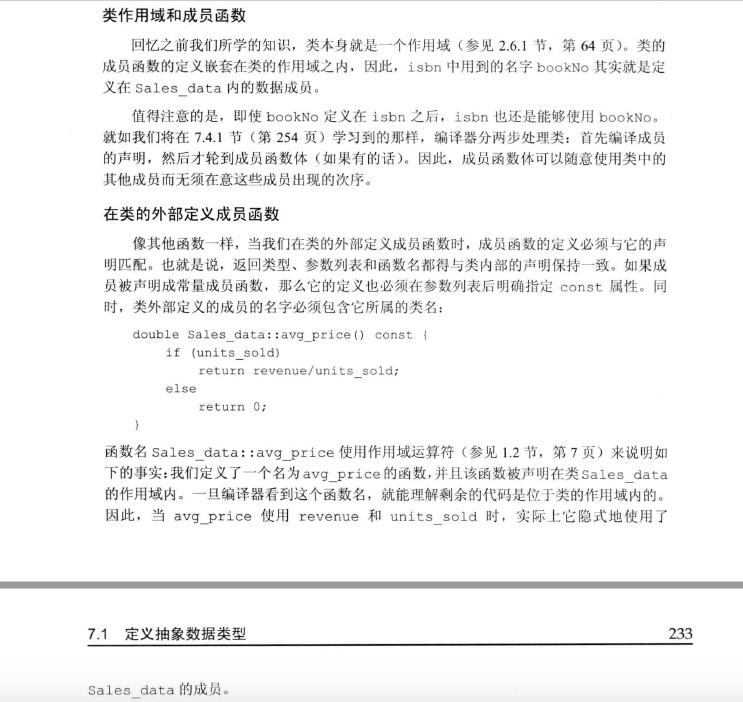 类作用域和成员函数
回忆之前我们所学的知识，类本身就是一个作用域（参见 2.6.1 节，第 64 页）。类的
成员函数的定义嵌套在类的作用域之内，因此，isbn 中用到的名字 bookNo 其实就是定
义在 Sales_data 内的数据成员。
值得注意的是，即使 bookNo 定义在 isbn 之后，isbn 也还是能够使用 bookNo。
就如我们将在 7.4.1 节（第 254 页）学习到的那样，编译器分两步处理类：首先编译成员
的声明，然后才轮到成员函数体（如果有的话）。因此，成员函数体可以随意使用类中的
其他成员而无须在意这些成员出现的次序。
在类的外部定义成员函数
像其他函数一样，当我们在类的外部定义成员函数时，成员函数的定义必须与它的声
明匹配。也就是说，返回类型、参数列表和函数名都得与类内部的声明保持一致。如果成
员被声明成常量成员函数，那么它的定义也必须在参数列表后明确指定 const 属性。同
时，类外部定义的成员的名字必须包含它所属的类名：
double Sales_data::avg_price() const {
if (units_sold)
return revenue/units_sold;
else
return 0;
}
函数名 Sales_data::avg_price 使用作用域运算符（参见 1.2 节，第 7 页）来说明如
下的事实：我们定义了一个名为 avg_price 的函数，并且该函数被声明在类 Sales_data
的作用域内。一旦编译器看到这个函数名，就能理解剩余的代码是位于类的作用域内的。
因此，当 avg_price 使用 revenue 和 units_sold 时，实际上它隐式地使用了
7.1 定义抽象数据类型 233
Sales_data 的成员。